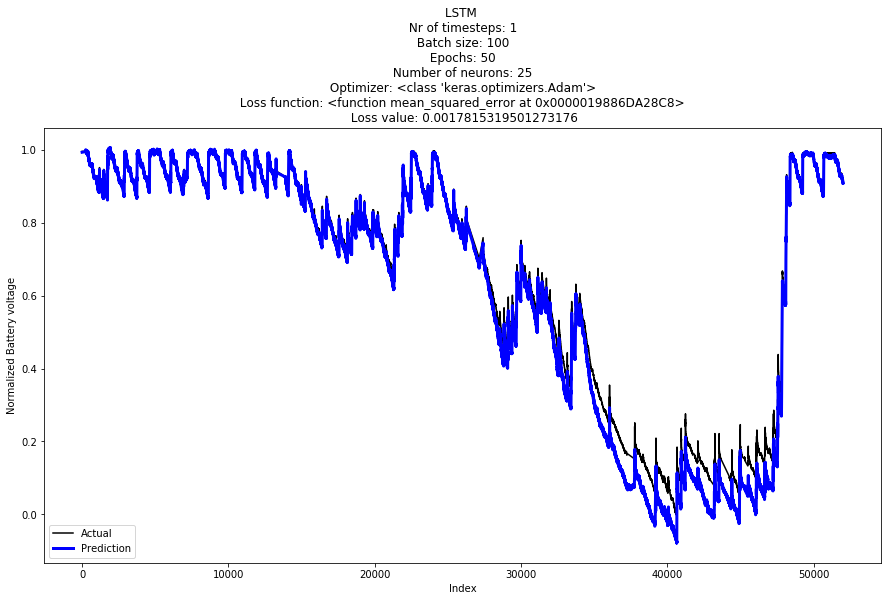 LSTM
Nr of timesteps: 1
Batch size: 100
Epochs: 50
Number of neurons: 25
Optimizer: <class 'keras.optimizers.Adam'>
Loss function: <function mean_squared_error at 0x0000019886DA28C8>
Loss value: 0.0017815319501273176
1.0
0.8
0.6
0.4
0.2
0.0
Normalized Battery voltage
Actual
Prediction
0 10000 20000 30000 40000 50000
Index